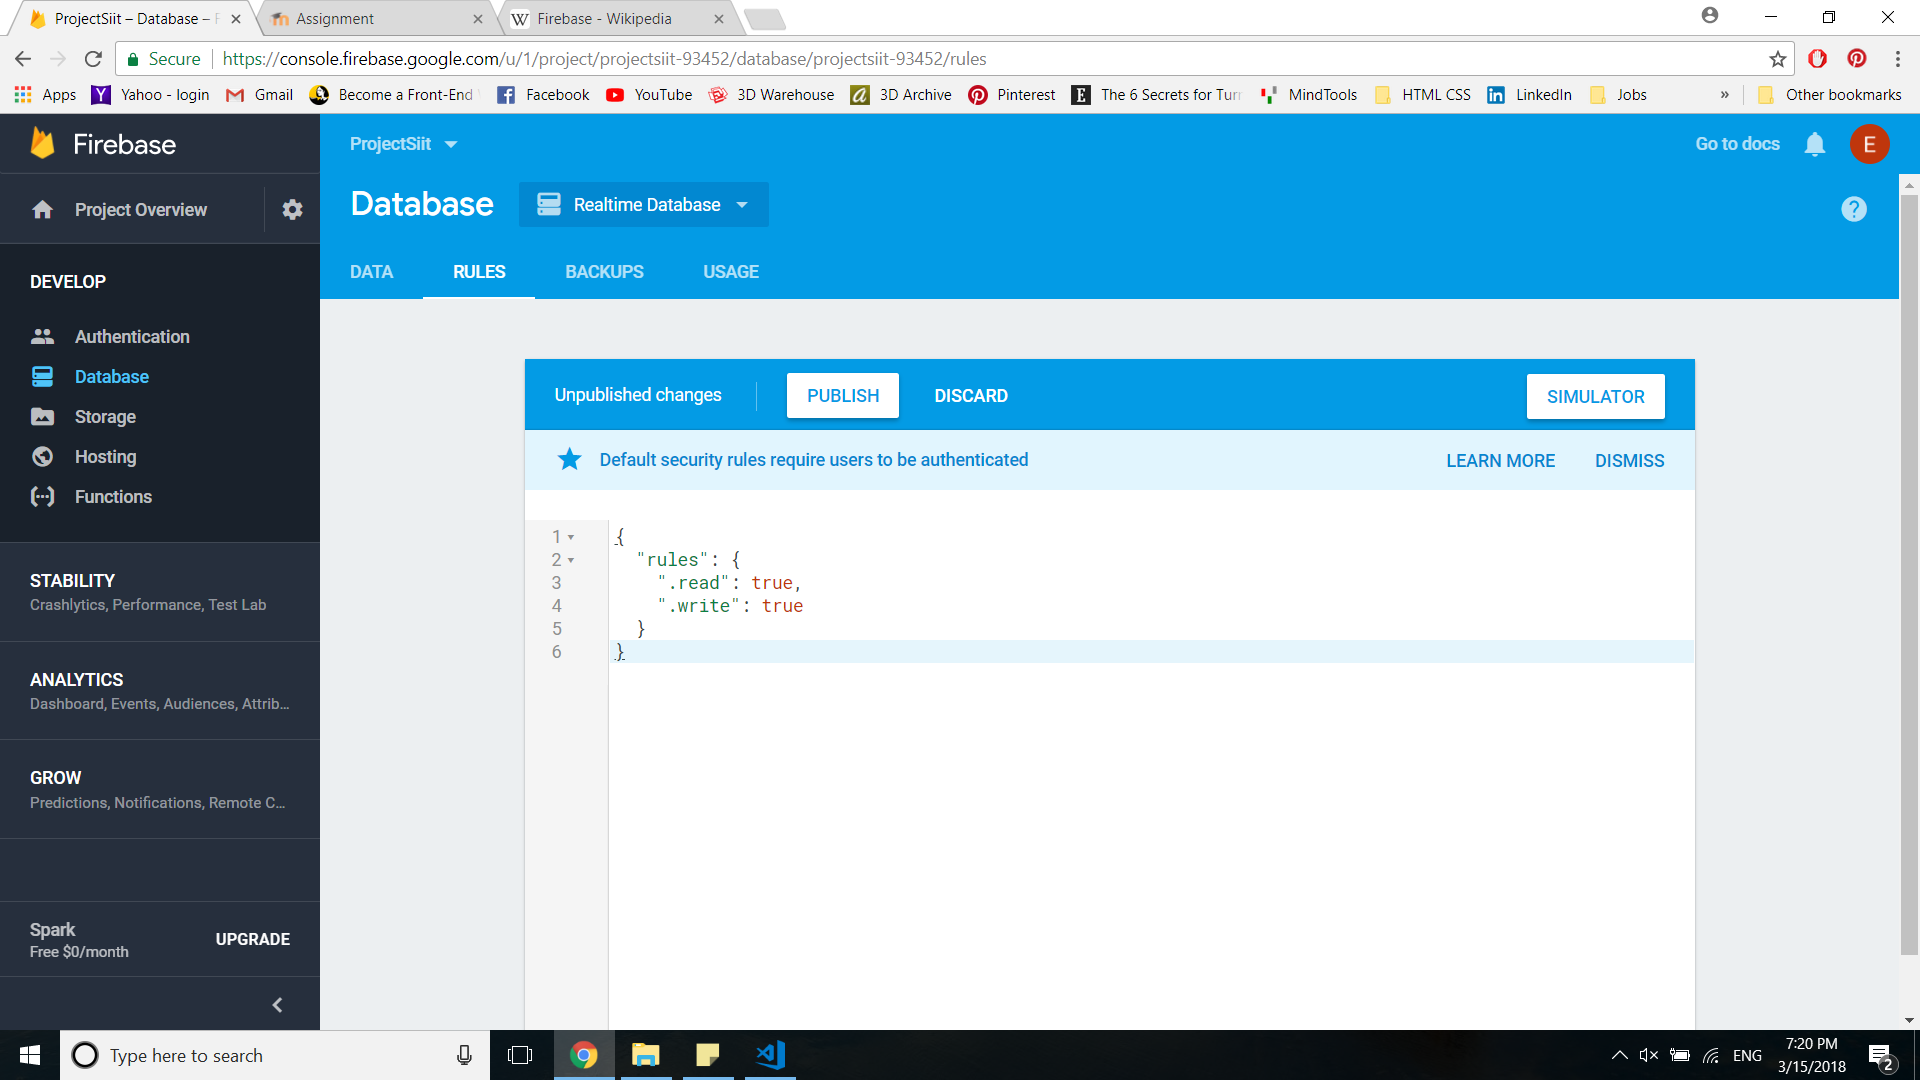 ProjectSiit – Database –
Assignment
Firebase - Wikipedia
Secure
https://console.firebase.google.com/u/1/project/projectsiit-93452/database/projectsiit-93452/rules
Apps
Yahoo - login
Gmail
Become a Front-End
Facebook
YouTube
3D Warehouse
3D Archive
Pinterest
The 6 Secrets for
MindTools
HTML CSS
LinkedIn
Jobs
»
Other bookmarks
Firebase
ProjectSiit
Go to docs
E
Project Overview
Database
Realtime Database
DATA
RULES
BACKUPS
USAGE
DEVELOP
Authentication
Database
Storage
Hosting
Functions
STABILITY
Crashlytics, Performance, Test Lab
ANALYTICS
Dashboard, Events, Audiences, Attrib...
GROW
Predictions, Notifications, Remote C...
Spark
Free $0/month
UPGRADE
Unpublished changes
PUBLISH
DISCARD
SIMULATOR
Default security rules require users to be authenticated
LEARN MORE
DISMISS
1 {
2 "rules": {
3 ".read": true,
4 ".write": true
5 }
6 }
Type here to search
ENG
7:20 PM
3/15/2018
2